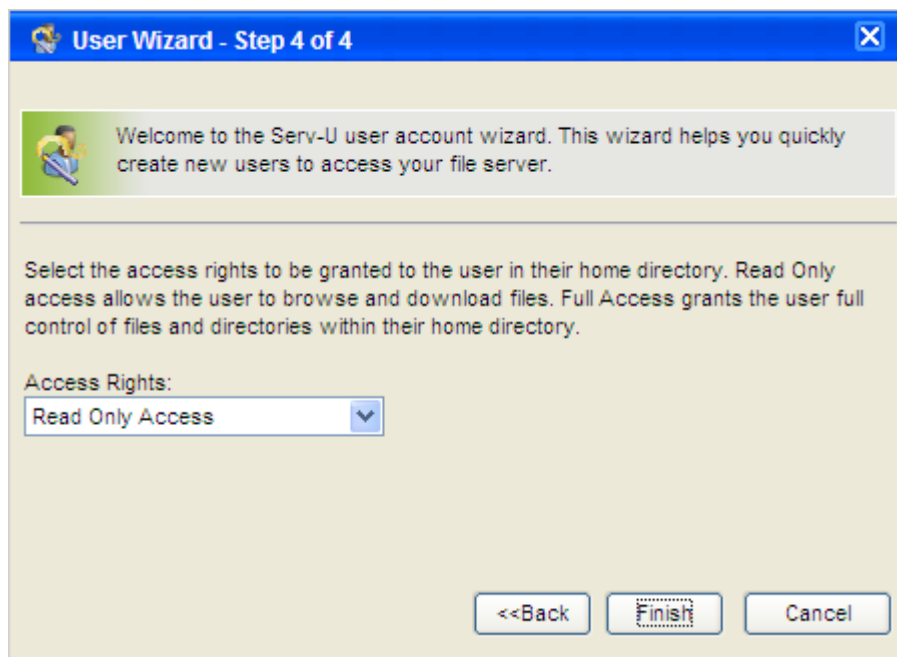 User Wizard - Step 4 of 4
Welcome to the Serv-U user account wizard. This wizard helps you quickly
create new users to access your file server.
Select the access rights to be granted to the user in their home directory. Read Only
access allows the user to browse and download files. Full Access grants the user full
control of files and directories within their home directory.
Access Rights:
Read Only Access
<<Back Finish Cancel